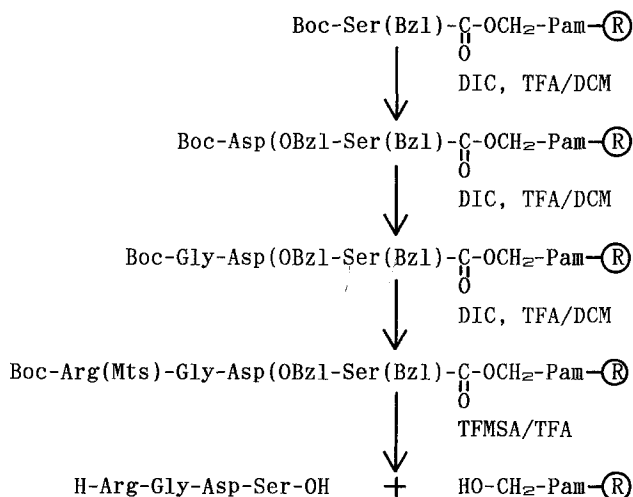 Boc-Ser(Bzl)-C-OCH2-Pam-R
O
DIC, TFA/DCM
Boc-Asp(OBzl-Ser(Bzl)-C-OCH2-Pam-R
O
DIC, TFA/DCM
Boc-Gly-Asp(OBzl-Ser(Bzl)-C-OCH2-Pam-R
O
DIC, TFA/DCM
Boc-Arg(Mts)-Gly-Asp(OBzl-Ser(Bzl)-C-OCH2-Pam-R
O
TFMSA/TFA
H-Arg-Gly-Asp-Ser-OH + HO-CH2-Pam-R